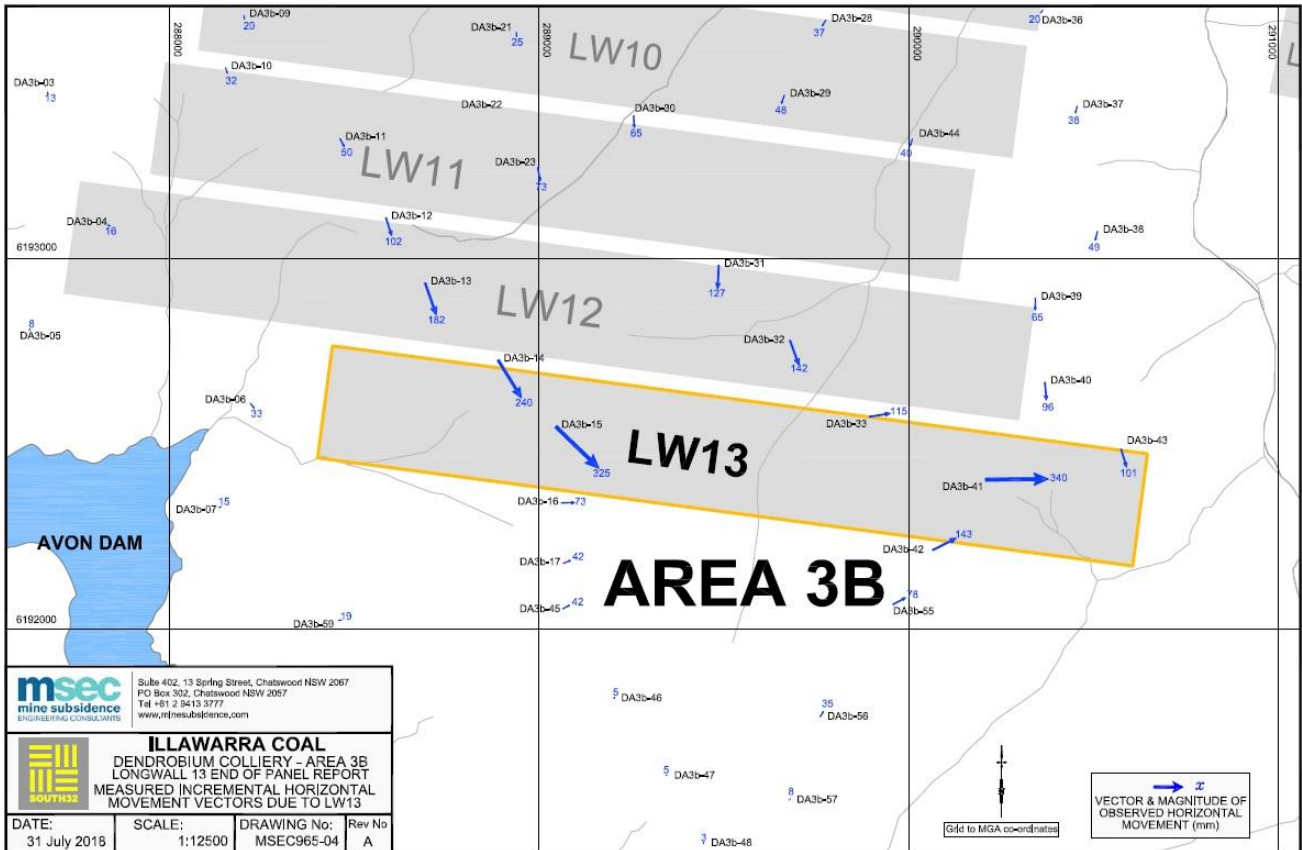 DA3b-09
20
DA3b-21
25
288000
289000
LW10
DA3b-28
37
290000
DA3b-36
20
291000
L
DA3b-10
32
DA3b-03
13
DA3b-22
DA3b-30
65
DA3b-29
48
DA3b-37
38
DA3b-11
50
LW11
DA3b-23
73
DA3b-44
40
DA3b-04
16
DA3b-12
102
DA3b-38
49
6193000
DA3b-31
127
DA3b-13
182
LW12
DA3b-39
65
8
DA3b-05
DA3b-32
142
DA3b-14
240
DA3b-40
96
DA3b-06
33
DA3b-15
325
LW13
DA3b-33
115
DA3b-43
101
DA3b-41
340
DA3b-16
73
DA3b-07
15
AVON DAM
DA3b-17
42
DA3b-42
143
AREA 3B
DA3b-45
42
78
DA3b-55
DA3b-59
19
6192000
5
DA3b-46
35
DA3b-56
5
DA3b-47
8
DA3b-57
3
DA3b-48
msec
mine subsidence
ENGINEERING CONSULTANTS
Suite 402, 13 Spring Street, Chatswood NSW 2067
PO Box 302, Chatswood NSW 2057
Tel +61 2 9413 3777
www.minesubsidence.com
SOUTH32
ILLAWARRA COAL
DENDROBIUM COLLIERY - AREA 3B
LONGWALL 13 END OF PANEL REPORT
MEASURED INCREMENTAL HORIZONTAL
MOVEMENT VECTORS DUE TO LW13
DATE:
31 July 2018
SCALE:
1:12500
DRAWING No:
MSEC965-04
Rev No
A
Grid to MGA co-ordinates
x
VECTOR & MAGNITUDE OF
OBSERVED HORIZONTAL
MOVEMENT (mm)